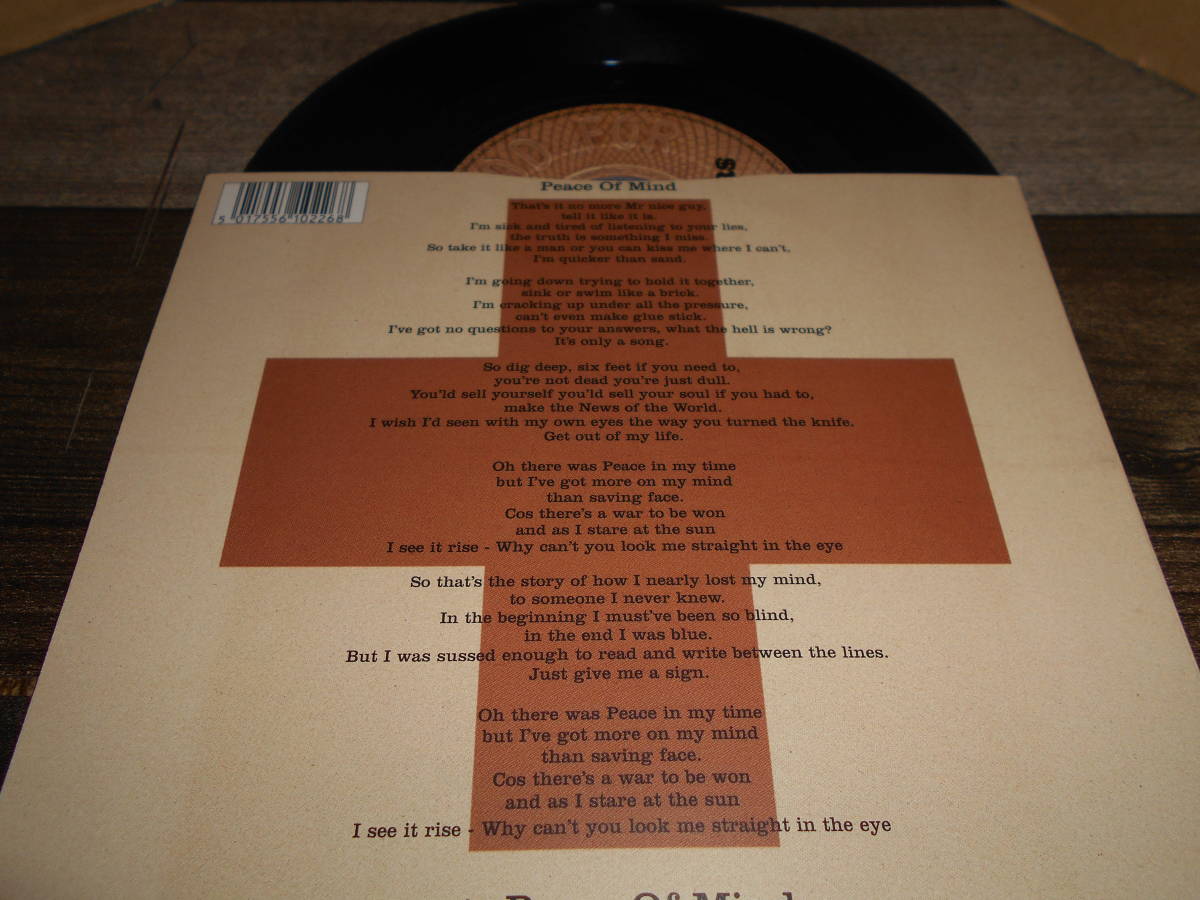 FOR
Peace Of Mind
5 017556 102268
That's it no more Mr nice guy,
tell it like it is.
I'm sick and tired of listening to your lies,
the truth is something I miss.
So take it like a man or you can kiss me where I can't,
I'm quicker than sand.
I'm going down trying to hold it together,
sink or swim like a brick.
I'm cracking up under all the pressure,
can't even make glue stick.
I've got no questions to your answers, what the hell is wrong?
It's only a song.
So dig deep, six feet if you need to,
you're not dead you're just dull.
You'ld sell yourself you'ld sell your soul if you had to,
make the News of the World.
I wish I'd seen with my own eyes the way you turned the knife.
Get out of my life.
Oh there was Peace in my time
but I've got more on my mind
than saving face.
Cos there's a war to be won
and as I stare at the sun
I see it rise - Why can't you look me straight in the eye
So that's the story of how I nearly lost my mind,
to someone I never knew.
In the beginning I must've been so blind,
in the end I was blue.
But I was sussed enough to read and write between the lines.
Just give me a sign.
Oh there was Peace in my time
but I've got more on my mind
than saving face.
Cos there's a war to be won
and as I stare at the sun
I see it rise - Why can't you look me straight in the eye
Peace Of Mind